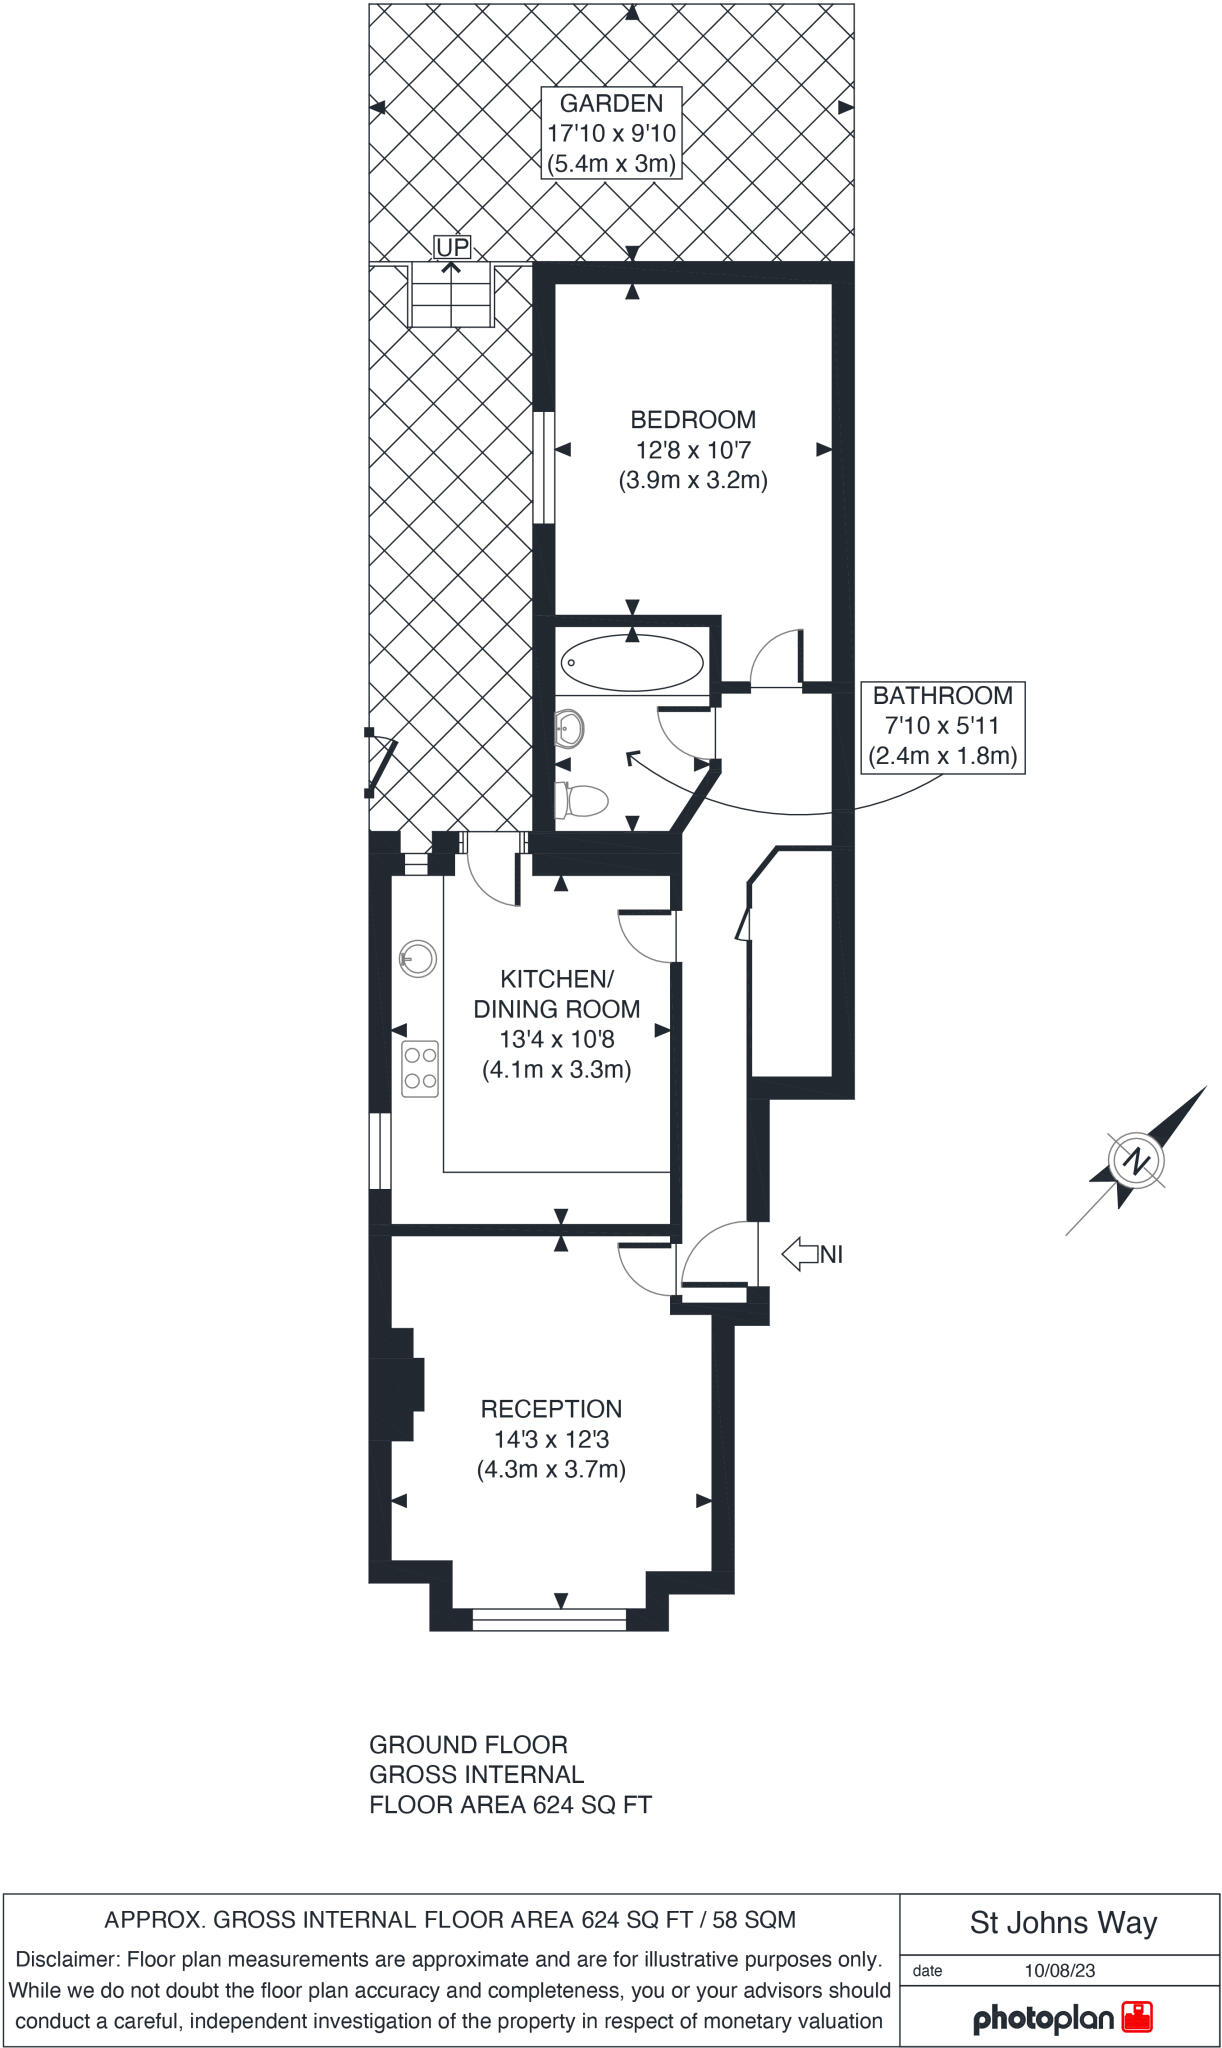 GARDEN
17'10 x 9'10
(5.4m x 3m)
UP
BEDROOM
12'8 x 10'7
(3.9m x 3.2m)
BATHROOM
7'10 x 5'11
(2.4m x 1.8m)
KITCHEN/
DINING ROOM
13'4 x 10'8
(4.1m x 3.3m)
N
NI
RECEPTION
14'3 x 12'3
(4.3m x 3.7m)
GROUND FLOOR
GROSS INTERNAL
FLOOR AREA 624 SQ FT
APPROX. GROSS INTERNAL FLOOR AREA 624 SQ FT / 58 SQM
Disclaimer: Floor plan measurements are approximate and are for illustrative purposes only.
While we do not doubt the floor plan accuracy and completeness, you or your advisors should
conduct a careful, independent investigation of the property in respect of monetary valuation
St Johns Way
date 10/08/23
photoplan